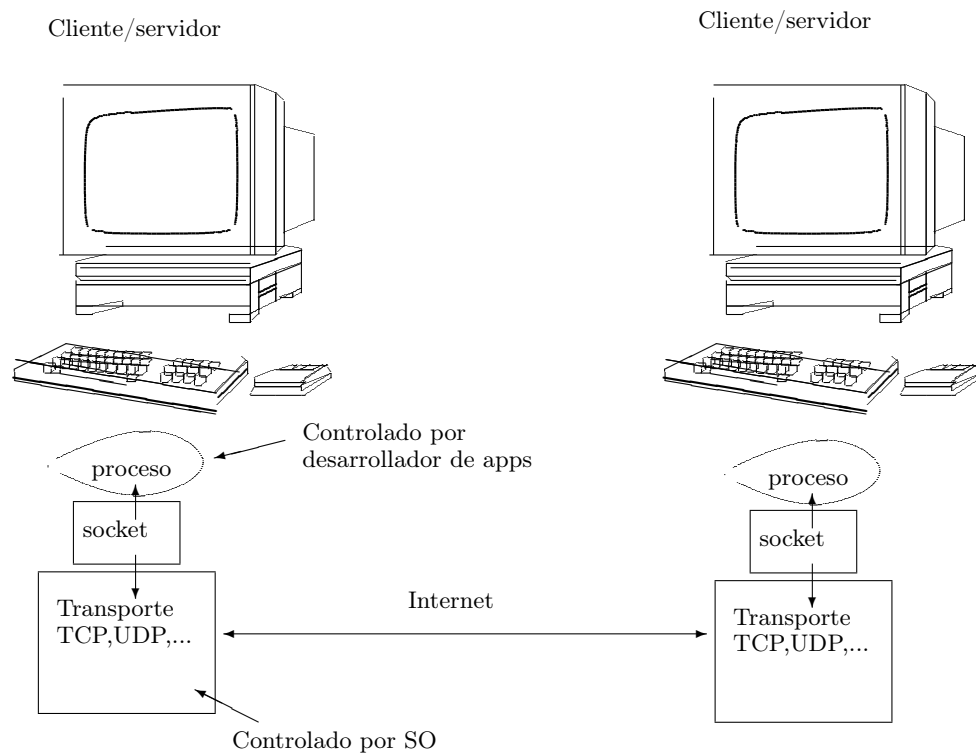 Cliente/servidor
Cliente/servidor
Controlado por
desarrollador de apps
proceso
socket
Transporte
TCP,UDP,...
Internet
proceso
socket
Transporte
TCP,UDP,...
Controlado por SO